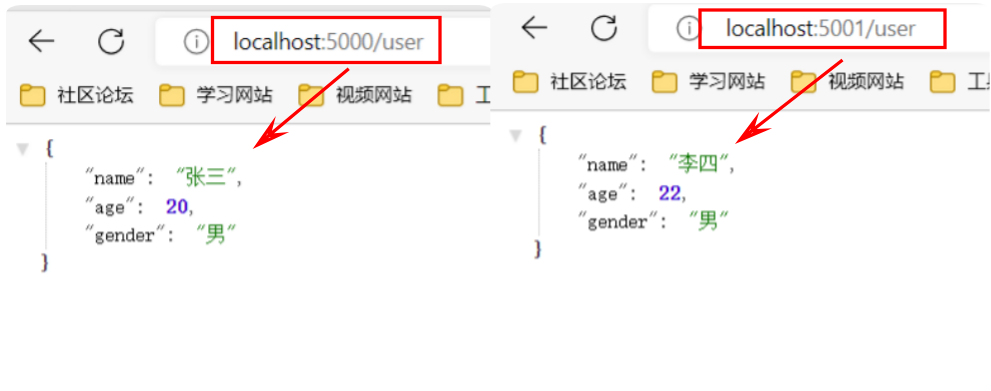 localhost:5000/user
社区论坛 学习网站 视频网站
{
"name": "张三",
"age": 20,
"gender": "男"
}
localhost:5001/user
社区论坛 学习网站 视频网站
{
"name": "李四",
"age": 22,
"gender": "男"
}